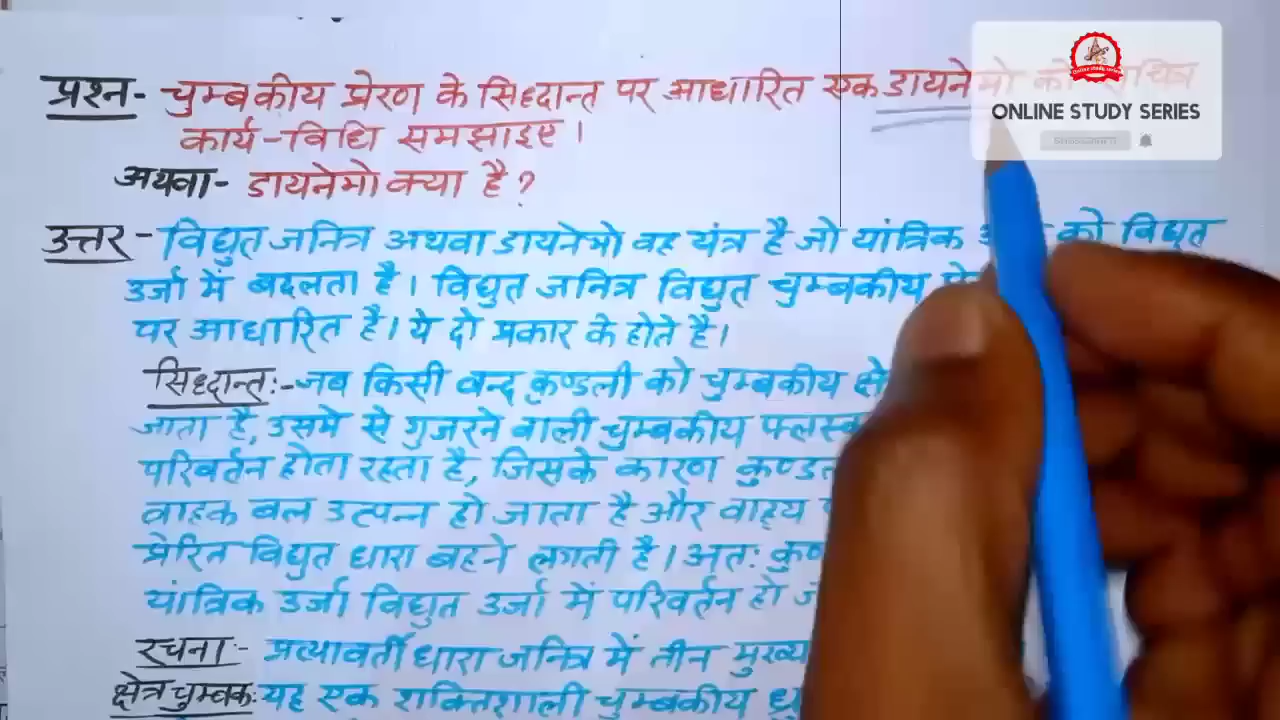 प्रश्न- चुम्बकीय प्रेरण के सिद्दान्त पर आधारित एक डायनेमो को
ONLINE STUDY SERIES
कार्य-विधि समझाइए।
अथवा- डायनेमो क्या है?
उत्तर- विद्युत जनित्र अथवा डायनेमो वह यंत्र है जो यांत्रिक को विद्युत
उर्जा में बदलता है। विद्युत जनित्र विद्युत चुम्बकीय
पर आधारित है। ये दो प्रकार के होते है।
सिद्दान्त:- जब किसी बन्द कुण्डली को चुम्बकीय
जाता है, उसमे से गुजरने वाली चुम्बकीय
परिवर्तन होता रहता है, जिसके कारण
वाहक बल उत्पन्न हो जाता है और वाह्य
प्रेरित विद्युत धारा बहने लगती है। अत:
यांत्रिक उर्जा विद्युत उर्जा में परिवर्तन हो
रचना:- प्रत्यावर्ती धारा जनित्र में तीन मुख्य
क्षेत्र चुम्बक: यह एक शक्तिशाली चुम्बकीय